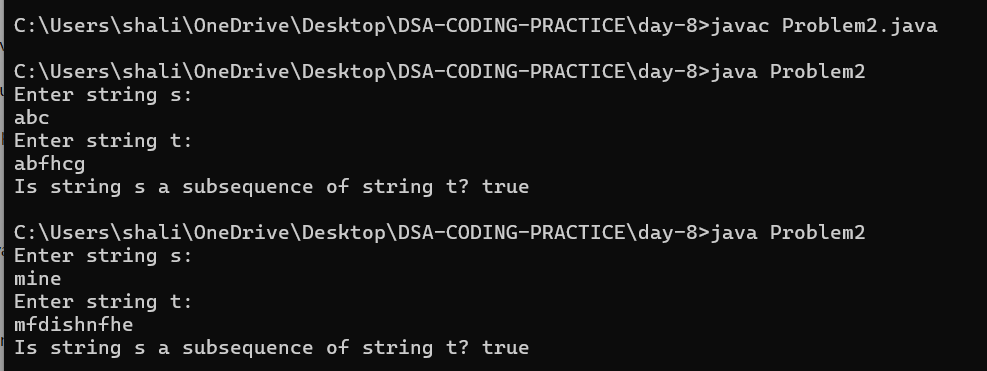 C:\Users\shali\OneDrive\Desktop\DSA-CODING-PRACTICE\day-8>javac Problem2.java
C:\Users\shali\OneDrive\Desktop\DSA-CODING-PRACTICE\day-8>java Problem2
Enter string s:
abc
Enter string t:
abfhcg
Is string s a subsequence of string t? true
C:\Users\shali\OneDrive\Desktop\DSA-CODING-PRACTICE\day-8>java Problem2
Enter string s:
mine
Enter string t:
mfdishnfhe
Is string s a subsequence of string t? true